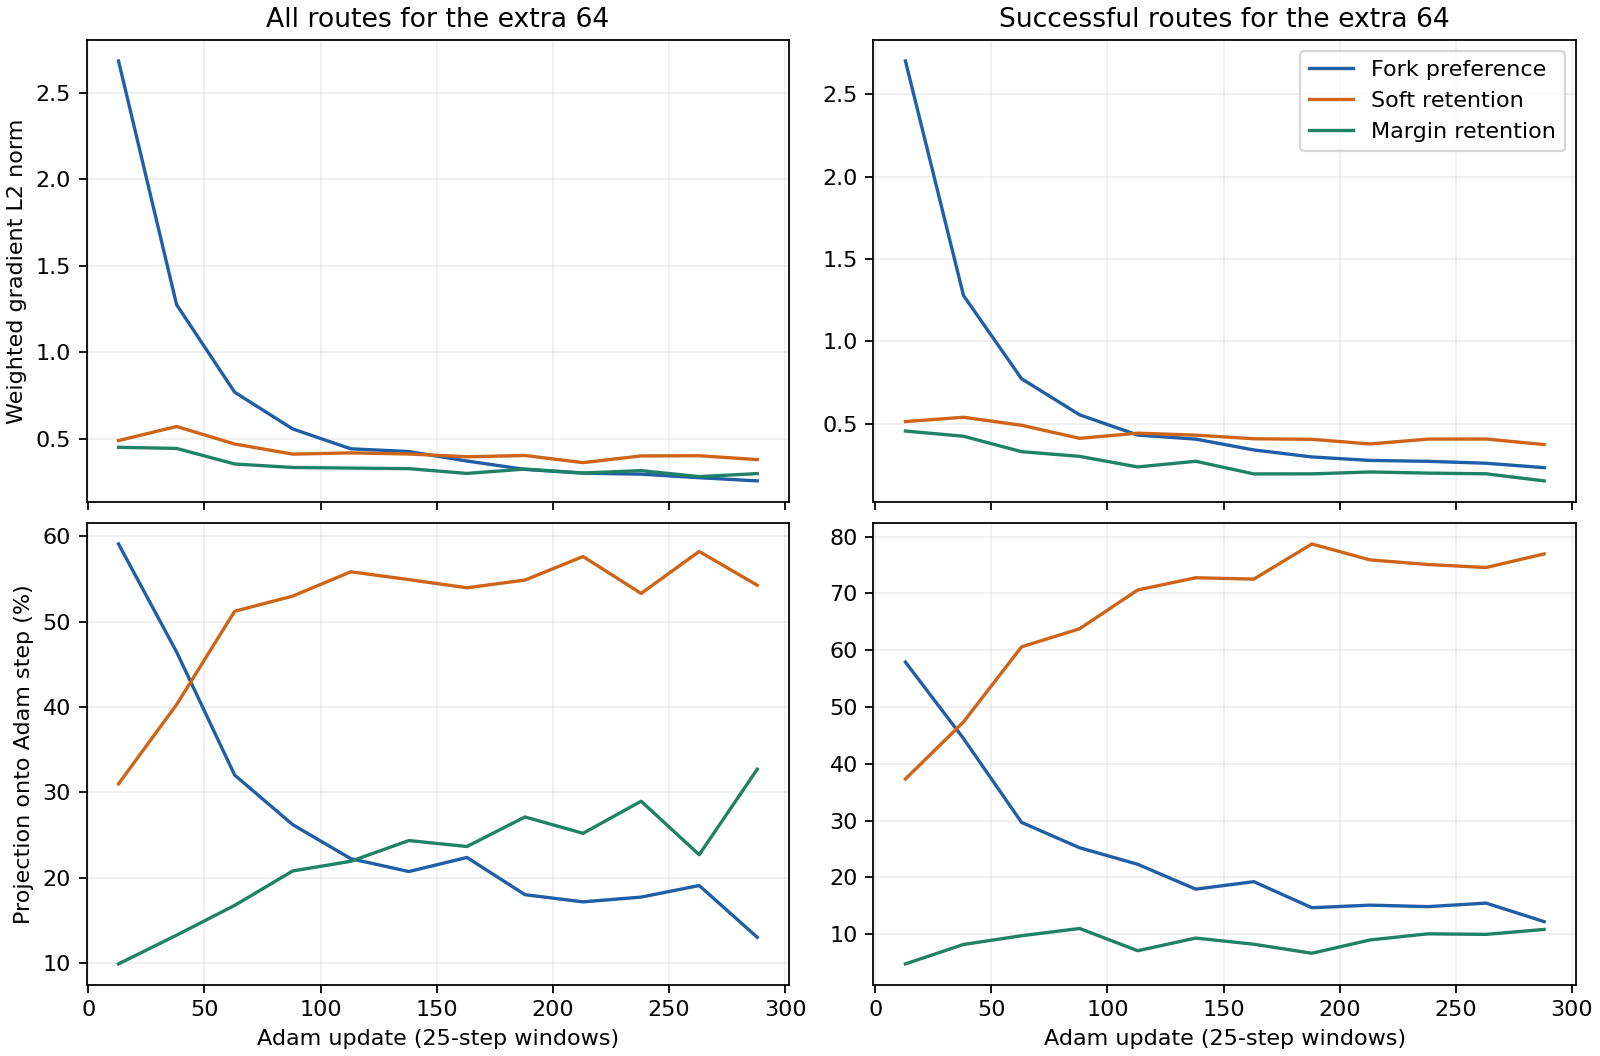 All routes for the extra 64
Successful routes for the extra 64
Weighted gradient L2 norm
2.5
2.0
1.5
1.0
0.5
2.5
2.0
1.5
1.0
0.5
Fork preference
Soft retention
Margin retention
Projection onto Adam step (%)
60
50
40
30
20
10
80
70
60
50
40
30
20
10
0 50 100 150 200 250 300
0 50 100 150 200 250 300
Adam update (25-step windows)
Adam update (25-step windows)